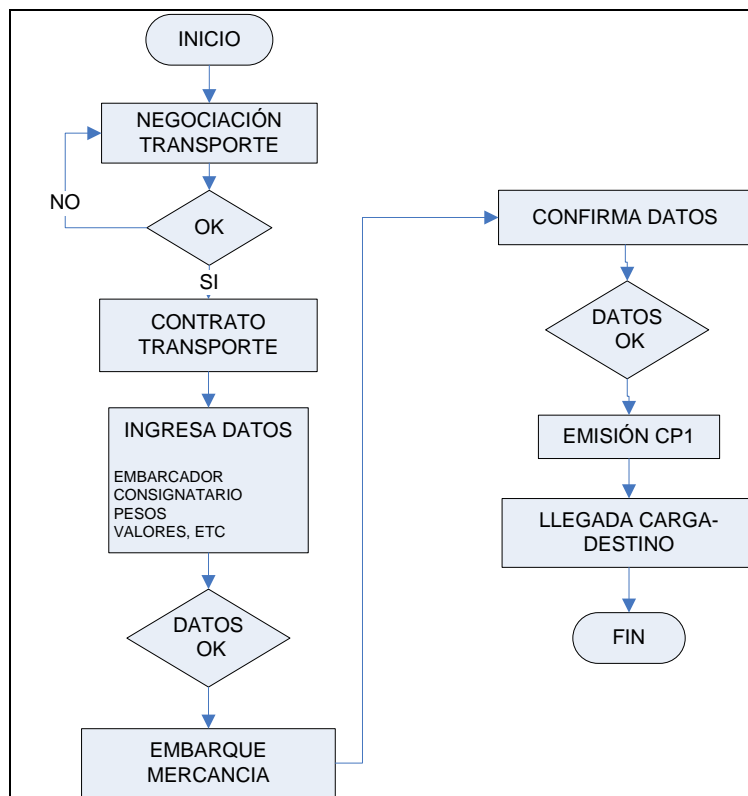 INICIO
NEGOCIACIÓN
TRANSPORTE
NO
OK
SI
CONTRATO
TRANSPORTE
INGRESA DATOS
EMBARCADOR
CONSIGNATARIO
PESOS
VALORES, ETC
DATOS
OK
EMBARQUE
MERCANCIA
CONFIRMA DATOS
DATOS
OK
EMISIÓN CP1
LLEGADA CARGA-
DESTINO
FIN